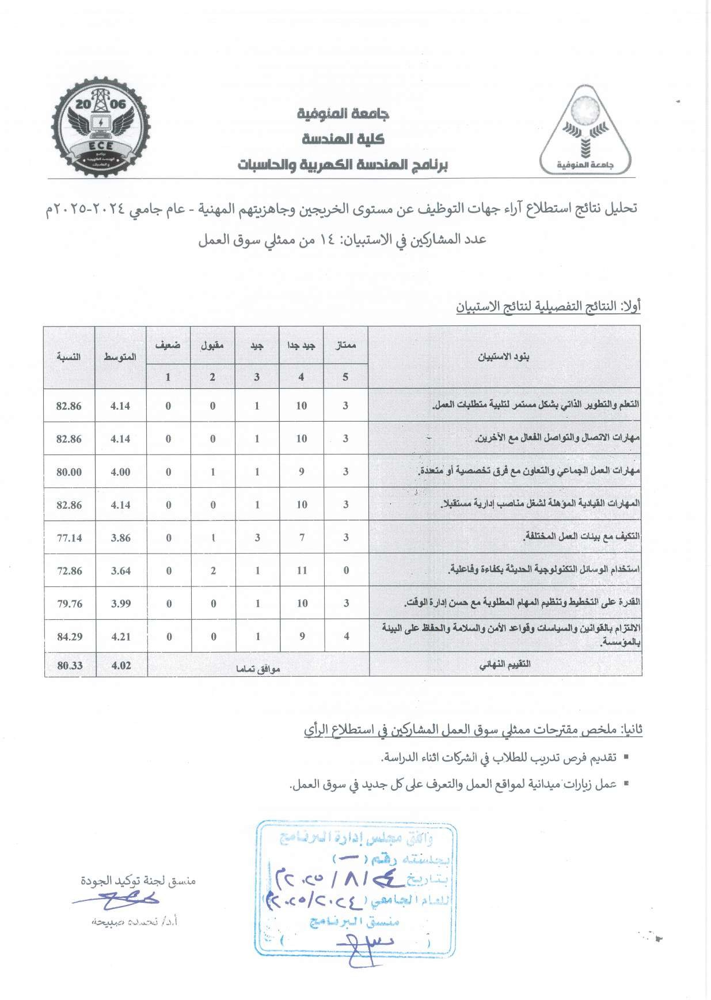 20 06
ECE
جامعة المنوفية
جامعة المنوفية
كلية الهندسة
برنامج الهندسة الكهربية والحاسبات
تحليل نتائج استطلاع آراء جهات التوظيف عن مستوى الخريجين وجاهزيتهم المهنية - عام جامعي ٢٠٢٤-٢٠٢٥م
عدد المشاركين في الاستبيان: ١٤ من ممثلي سوق العمل
أولا: النتائج التفصيلية لنتائج الاستبيان
بنود الاستبيان ممتاز جيد جدا جيد مقبول ضعيف المتوسط النسبة
5 4 3 2 1
التعلم والتطوير الذاتي بشكل مستمر لتلبية متطلبات العمل. 3 10 1 0 0 4.14 82.86
مهارات الاتصال والتواصل الفعال مع الآخرين. 3 10 1 0 0 4.14 82.86
مهارات العمل الجماعي والتعاون مع فرق تخصصية أو متعددة. 3 9 1 1 0 4.00 80.00
المهارات القيادية المؤهلة لشغل مناصب إدارية مستقبلا. 3 10 1 0 0 4.14 82.86
التكيف مع بيئات العمل المختلفة. 3 7 3 1 0 3.86 77.14
استخدام الوسائل التكنولوجية الحديثة بكفاءة وفاعلية. 0 11 1 2 0 3.64 72.86
القدرة على التخطيط وتنظيم المهام المطلوبة مع حسن إدارة الوقت. 3 10 1 0 0 3.99 79.76
الالتزام بالقوانين والسياسات وقواعد الأمن والسلامة والحفاظ على البيئة
بالمؤسسة. 4 9 1 0 0 4.21 84.29
التقييم النهائي موافق تماما 4.02 80.33
ثانيا: ملخص مقترحات ممثلي سوق العمل المشاركين في استطلاع الرأي
▪ تقديم فرص تدريب للطلاب في الشركات اثناء الدراسة.
▪ عمل زيارات ميدانية لمواقع العمل والتعرف على كل جديد في سوق العمل.
وافق مجلس إدارة البرنامج
بجلسته رقم (—)
بتاريخ ٢٤/٨/٢٠٢٥م
للعام الجامعي (٢٠٢٤/٢٠٢٥م)
منسق البرنامج
منسق لجنة توكيد الجودة
أ.د/